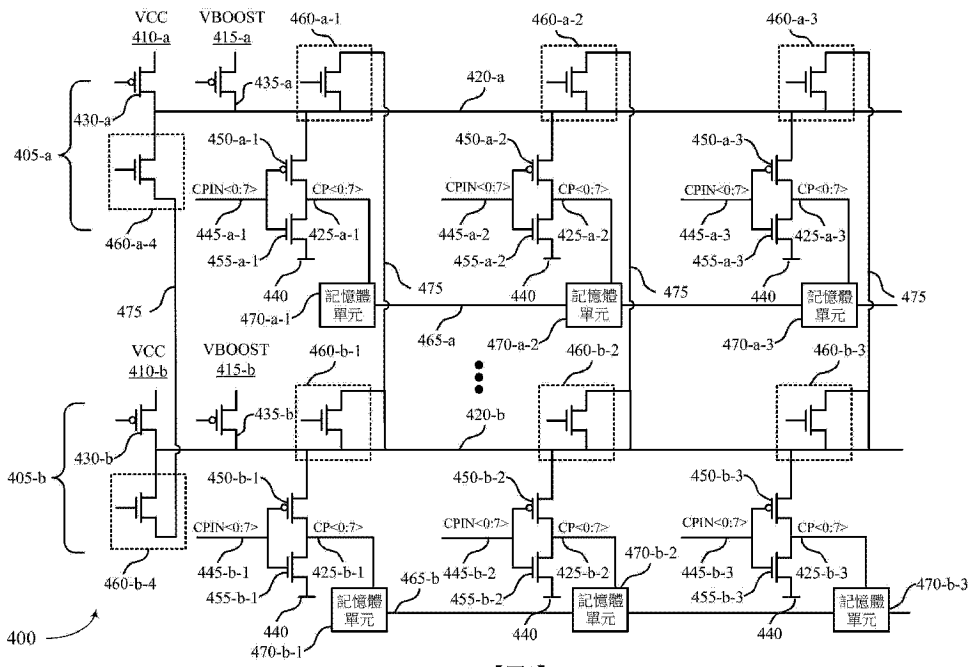 VCC
410-a
VBOOST
415-a
460-a-1
460-a-2
460-a-3
435-a
420-a
430-a
405-a
450-a-1
450-a-2
450-a-3
CPIN<0:7>
CP<0:7>
CPIN<0:7>
CP<0:7>
CPIN<0:7>
CP<0:7>
445-a-1
425-a-1
445-a-2
425-a-2
445-a-3
425-a-3
460-a-4
455-a-1
455-a-2
455-a-3
440
475
440
475
440
475
475
記憶體
單元
記憶體
單元
記憶體
單元
470-a-1
465-a
470-a-2
470-a-3
VCC
410-b
VBOOST
415-b
460-b-1
460-b-2
460-b-3
435-b
420-b
430-b
405-b
450-b-1
450-b-2
450-b-3
CPIN<0:7>
CP<0:7>
CPIN<0:7>
CP<0:7>
CPIN<0:7>
CP<0:7>
470-b-2
445-b-1
425-b-1
465-b
445-b-2
425-b-2
445-b-3
425-b-3
460-b-4
455-b-1
455-b-2
455-b-3
470-b-3
記憶體
單元
記憶體
單元
記憶體
單元
440
440
440
470-b-1
400